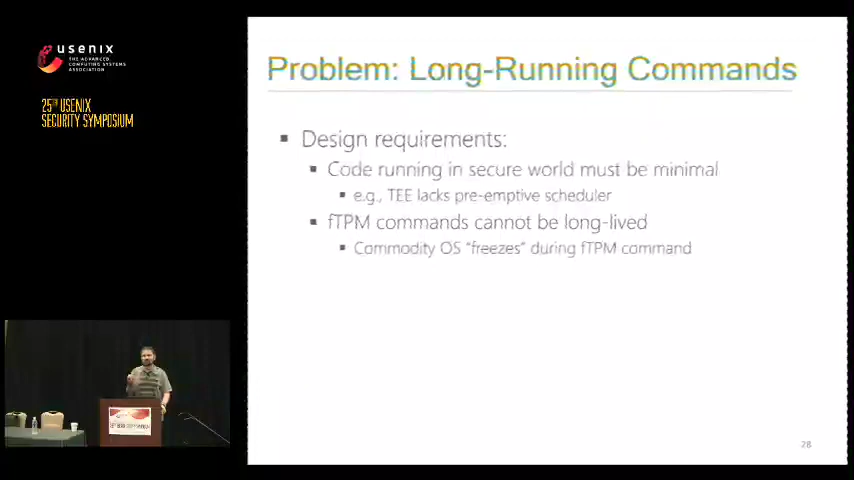 usenix
THE ADVANCED
COMPUTING SYSTEMS
ASSOCIATION
25TH USENIX
SECURITY SYMPOSIUM
Problem: Long-Running Commands
Design requirements:
Code running in secure world must be minimal
e.g., TEE lacks pre-emptive scheduler
fTPM commands cannot be long-lived
Commodity OS "freezes" during fTPM command
28